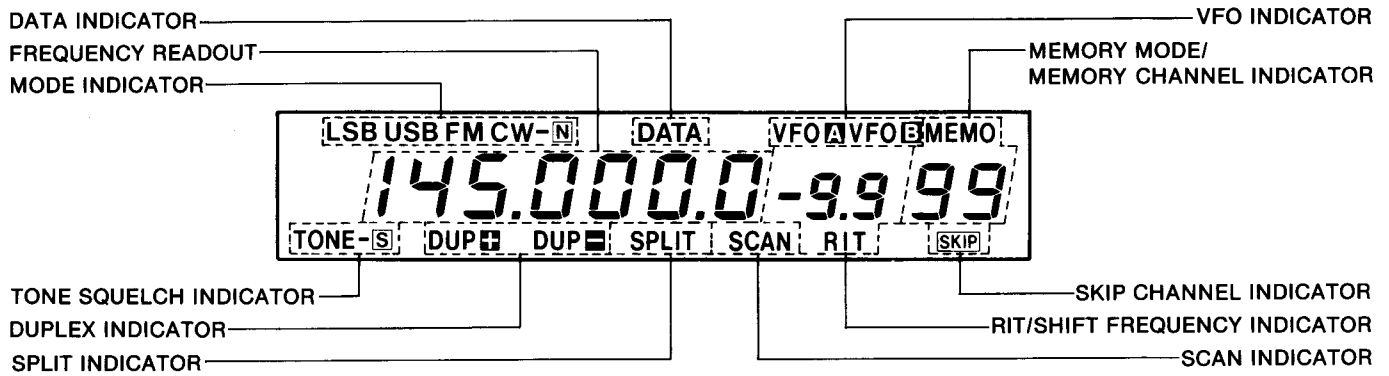 DATA INDICATOR
FREQUENCY READOUT
MODE INDICATOR
VFO INDICATOR
MEMORY MODE/
MEMORY CHANNEL INDICATOR
LSB USB FM CW-N DATA VFO A VFO B MEMO
145.000.0 -9.9 99
TONE-S DUP+ DUP- SPLIT SCAN RIT SKIP
TONE SQUELCH INDICATOR
DUPLEX INDICATOR
SPLIT INDICATOR
SKIP CHANNEL INDICATOR
RIT/SHIFT FREQUENCY INDICATOR
SCAN INDICATOR